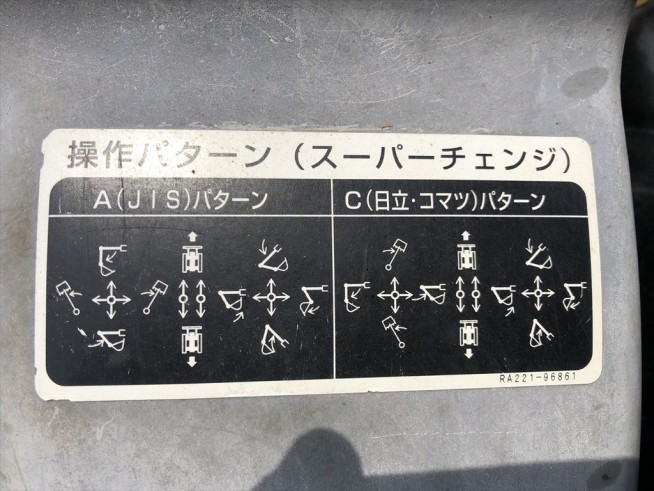 操作パターン（スーパーチェンジ）
A(JIS)パターン
C(日立・コマツ)パターン
RA221-96861